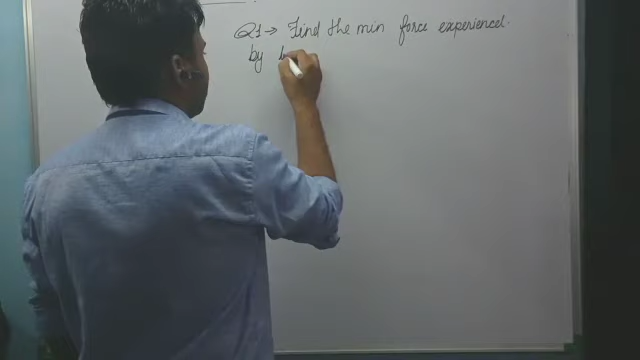 Q1→ Find the min force experienced
by